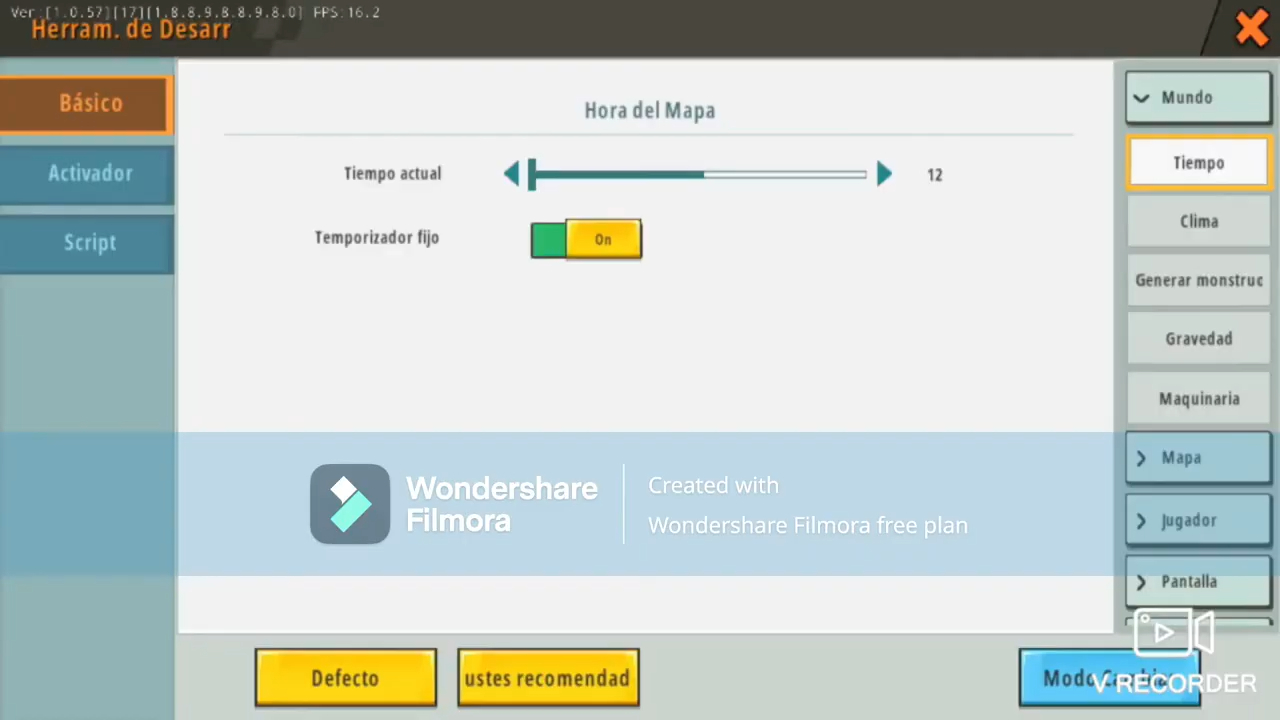 Ver:[1.0.57][17][1.8.8.9.8.8.9.8.0] FPS:16.2
Herram. de Desarr
Básico
Activador
Script
Hora del Mapa
Tiempo actual
12
Temporizador fijo
On
Mundo
Tiempo
Clima
Generar monstruc
Gravedad
Maquinaria
Mapa
Jugador
Pantalla
Wondershare
Filmora
Created with
Wondershare Filmora free plan
Defecto
ustes recomendad
Modo
V RECORDER